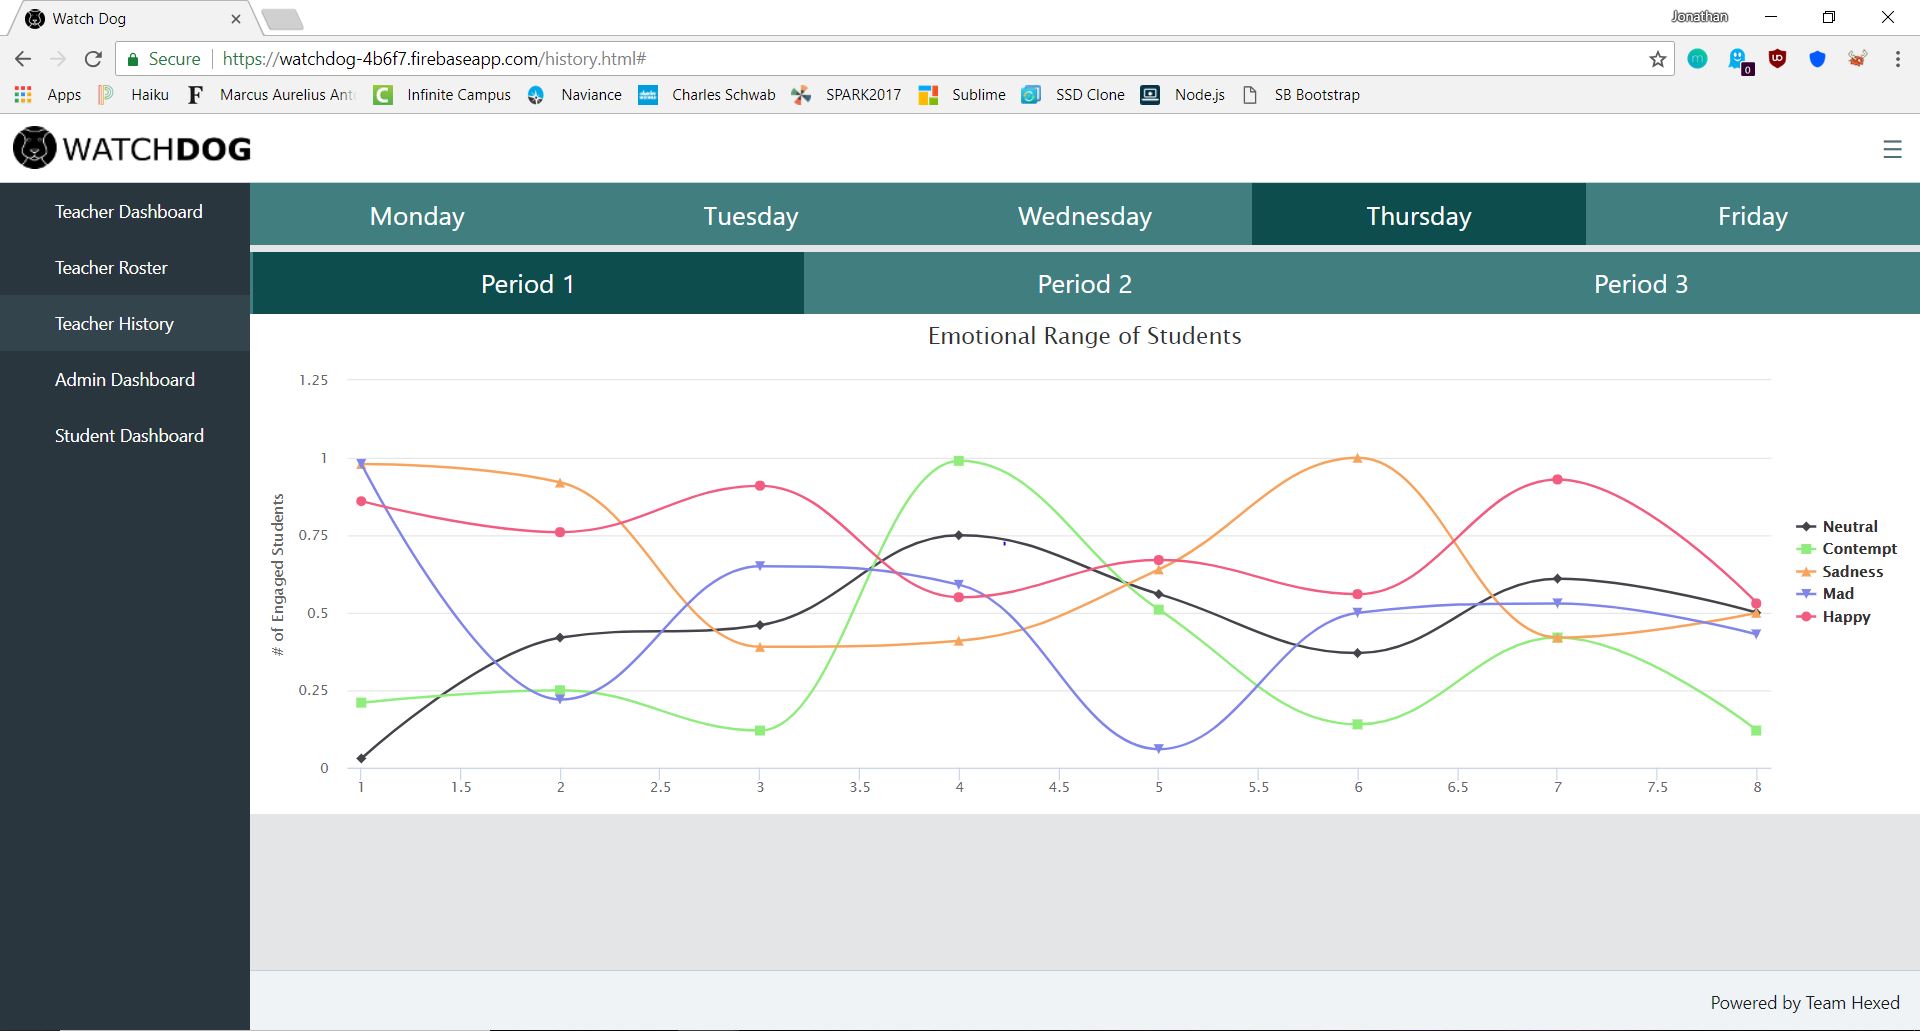 Watch Dog
Jonathan
Secure https://watchdog-4b6f7.firebaseapp.com/history.html#
0
Apps Haiku Marcus Aurelius Anto Infinite Campus Naviance Charles Schwab SPARK2017 Sublime SSD Clone Node.js SB Bootstrap
WATCHDOG
Teacher Dashboard
Teacher Roster
Teacher History
Admin Dashboard
Student Dashboard
Monday Tuesday Wednesday Thursday Friday
Period 1 Period 2 Period 3
Emotional Range of Students
# of Engaged Students
1.25
1
0.75
0.5
0.25
0
1 1.5 2 2.5 3 3.5 4 4.5 5 5.5 6 6.5 7 7.5 8
Neutral
Contempt
Sadness
Mad
Happy
Powered by Team Hexed